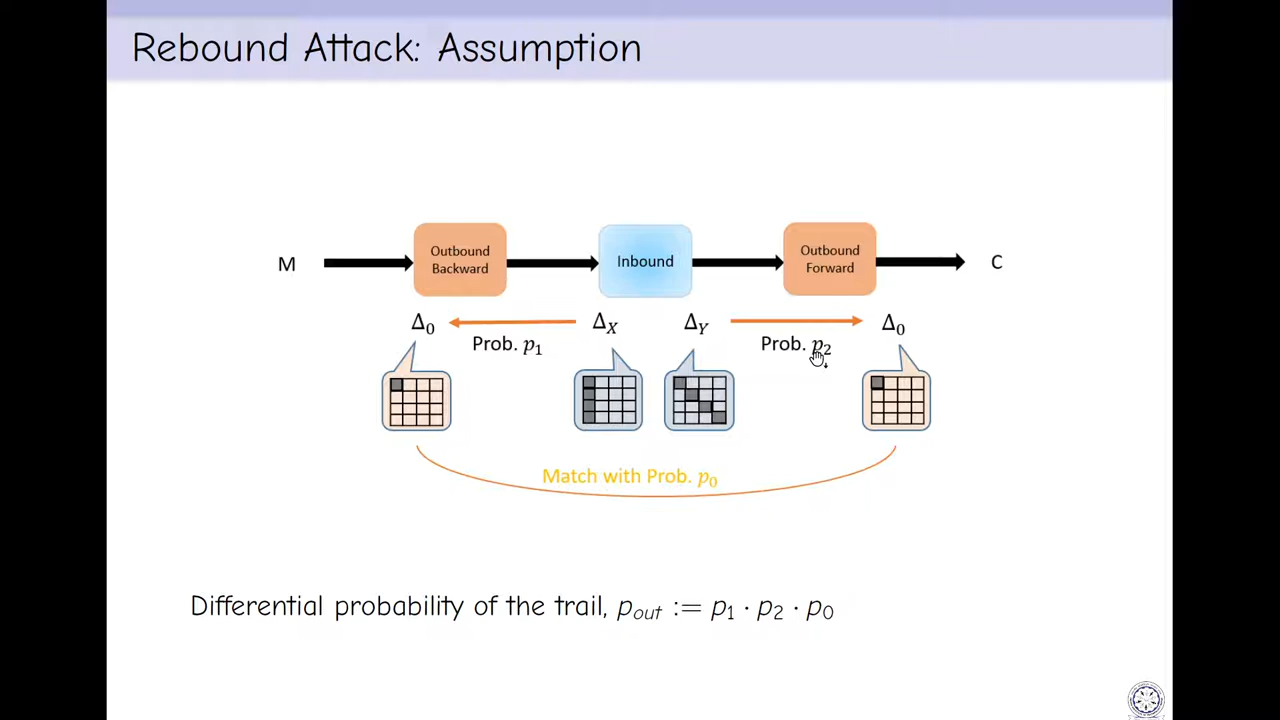 Rebound Attack: Assumption
M
Outbound
Backward
Inbound
Outbound
Forward
C
Δ₀
Δ_X
Δ_Y
Δ₀
Prob. p₁
Prob. p₂
Match with Prob. p₀
Differential probability of the trail, p_out := p₁ · p₂ · p₀